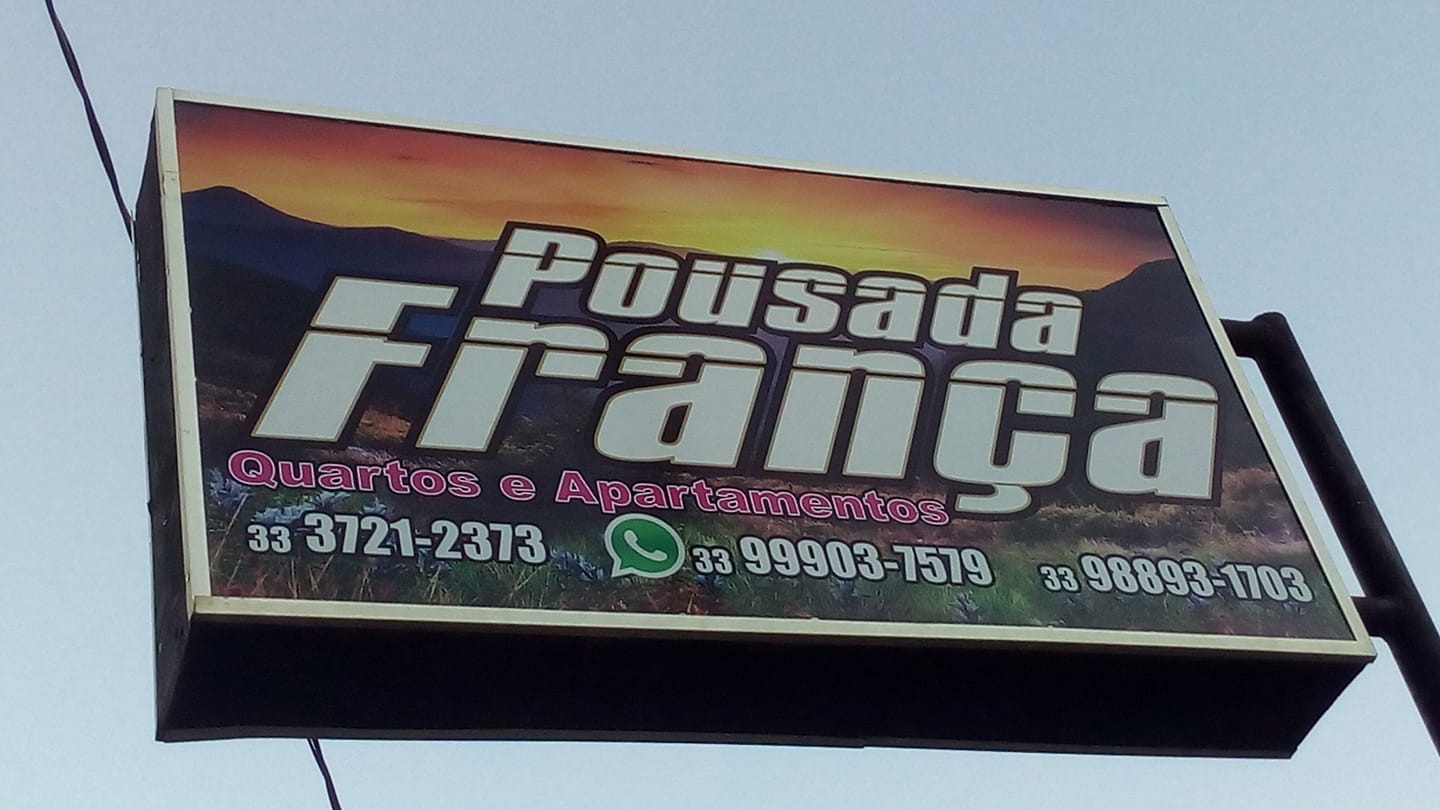 Pousada
França
Quartos e Apartamentos
33 3721-2373 33 99903-7579 33 98893-1703